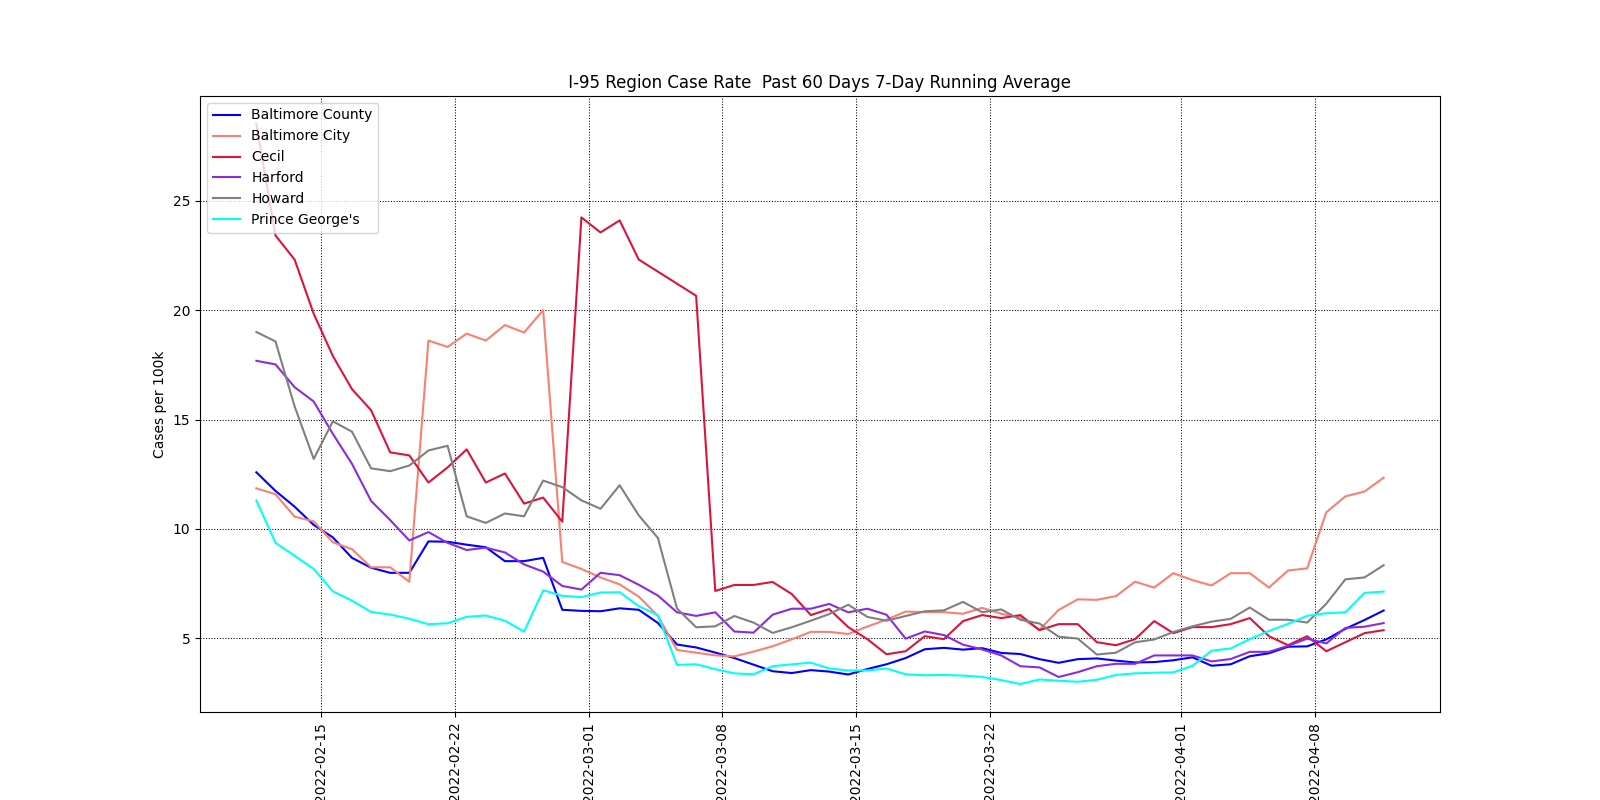 I-95 Region Case Rate  Past 60 Days 7-Day Running Average
Baltimore County
Baltimore City
Cecil
Harford
Howard
Prince George's
Cases per 100k
25
20
15
10
5
2022-02-15
2022-02-22
2022-03-01
2022-03-08
2022-03-15
2022-03-22
2022-04-01
2022-04-08